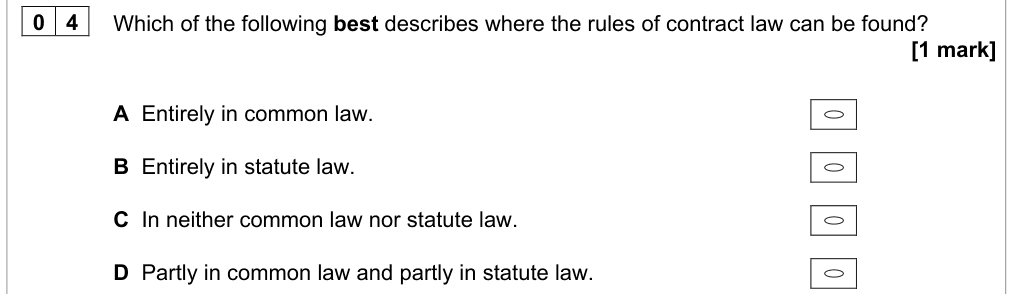 0 4 Which of the following best describes where the rules of contract law can be found?
[1 mark]
A Entirely in common law.
B Entirely in statute law.
C In neither common law nor statute law.
D Partly in common law and partly in statute law.